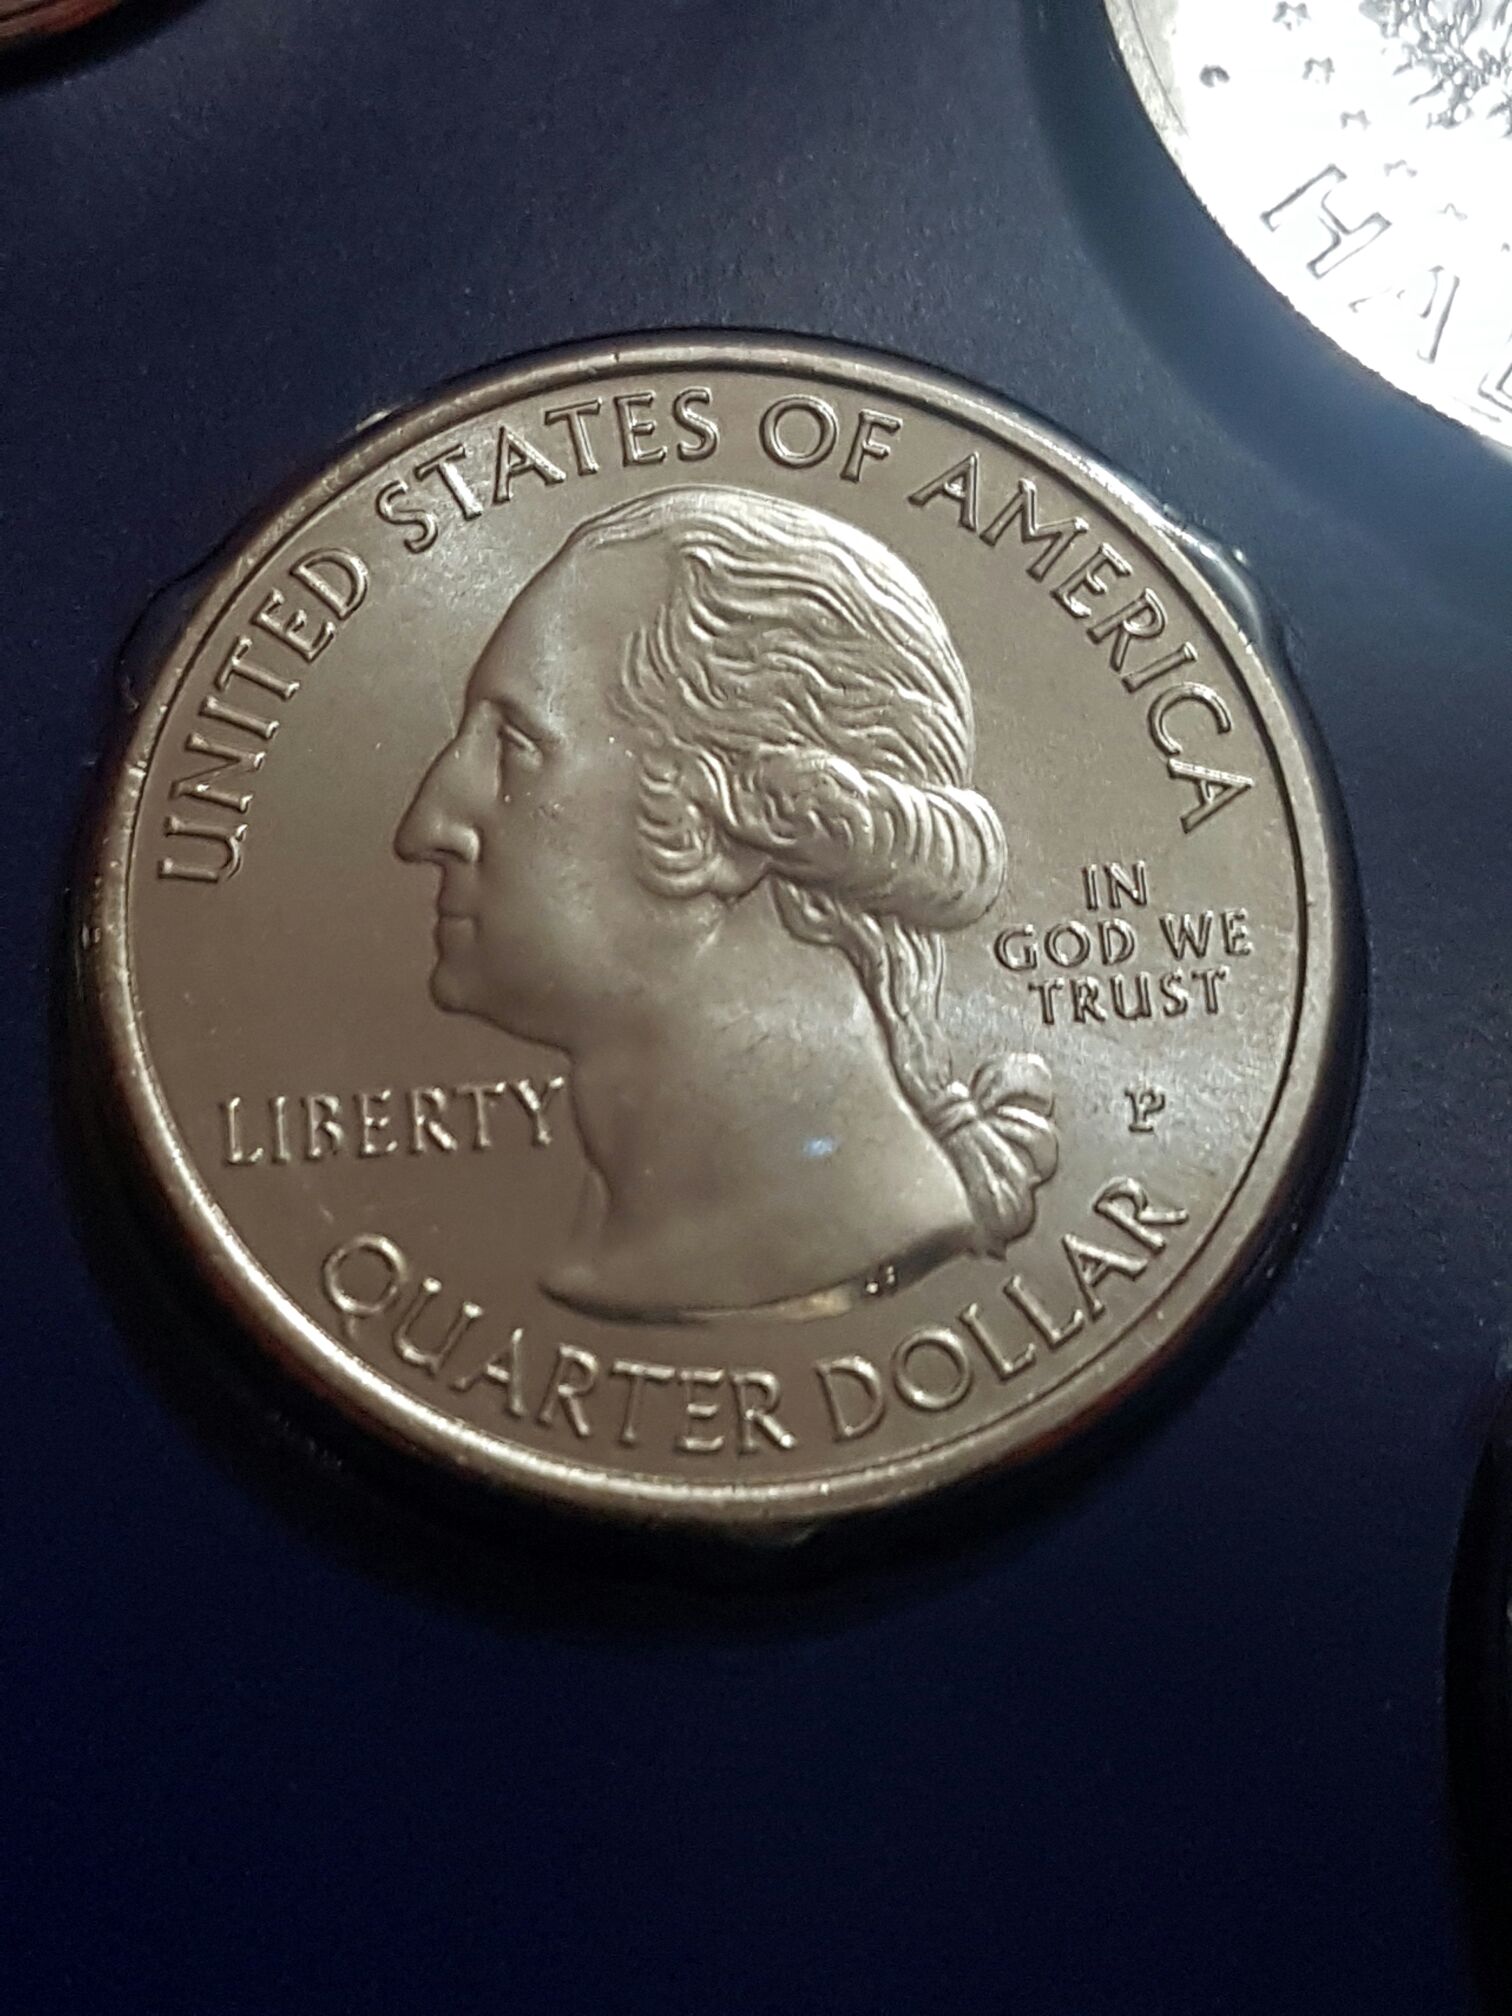 UNITED STATES OF AMERICA
IN
GOD WE
TRUST
LIBERTY
P
QUARTER DOLLAR